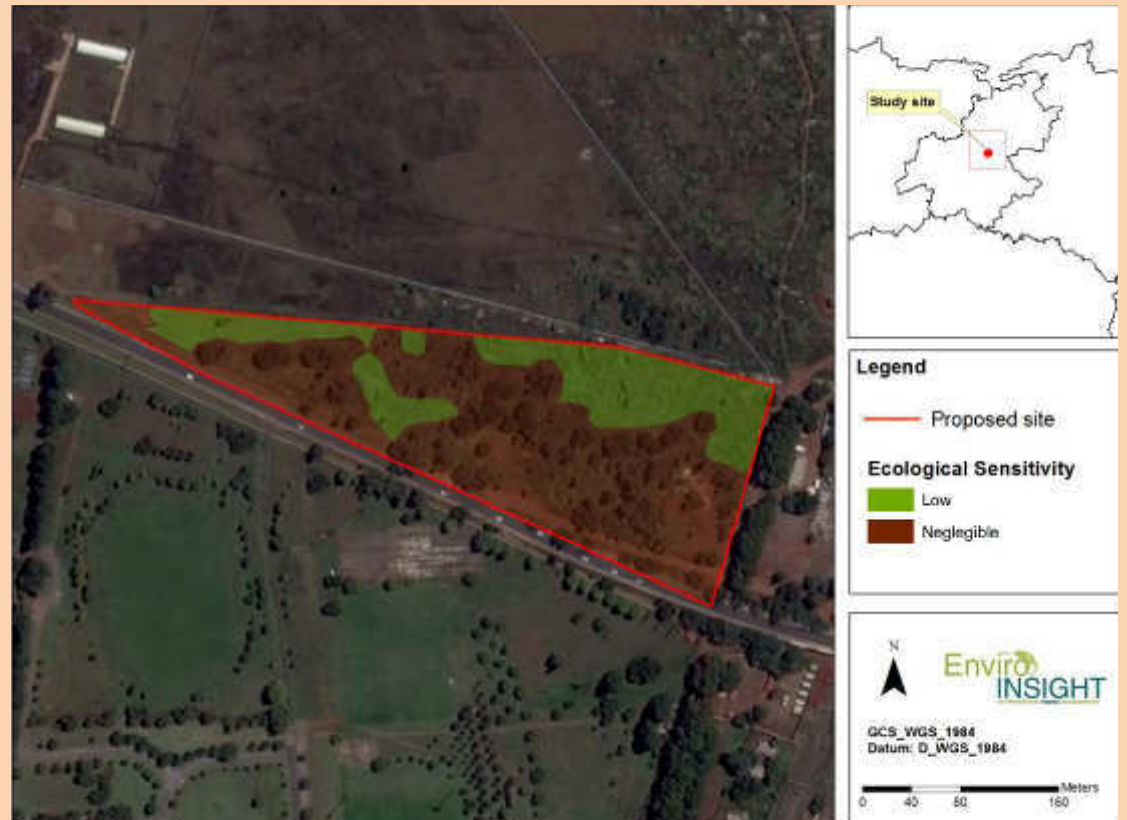 Study site
Legend
Proposed site
Ecological Sensitivity
Low
Neglegible
N
Enviro
INSIGHT
GCS_WGS_1984
Datum: D_WGS_1984
Meters
0 40 80 160